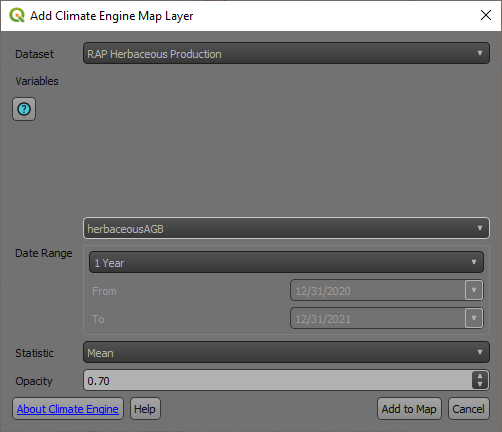 Add Climate Engine Map Layer
Dataset
RAP Herbaceous Production
Variables
?
herbaceousAGB
Date Range
1 Year
From
12/31/2020
To
12/31/2021
Statistic
Mean
Opacity
0.70
About Climate Engine
Help
Add to Map
Cancel